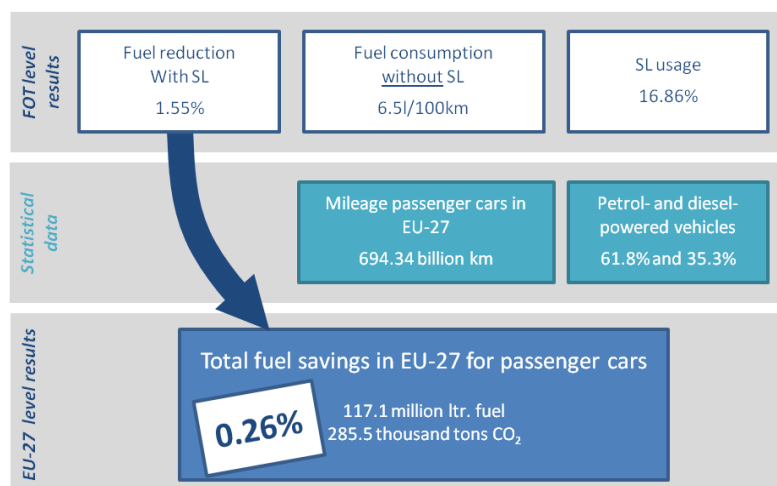 FOT level
results
Fuel reduction
With SL
1.55%
Fuel consumption
without SL
6.5l/100km
SL usage
16.86%
Statistical
data
Mileage passenger cars in
EU-27
694.34 billion km
Petrol- and diesel-
powered vehicles
61.8% and 35.3%
EU-27 level results
Total fuel savings in EU-27 for passenger cars
0.26%
117.1 million ltr. fuel
285.5 thousand tons CO₂